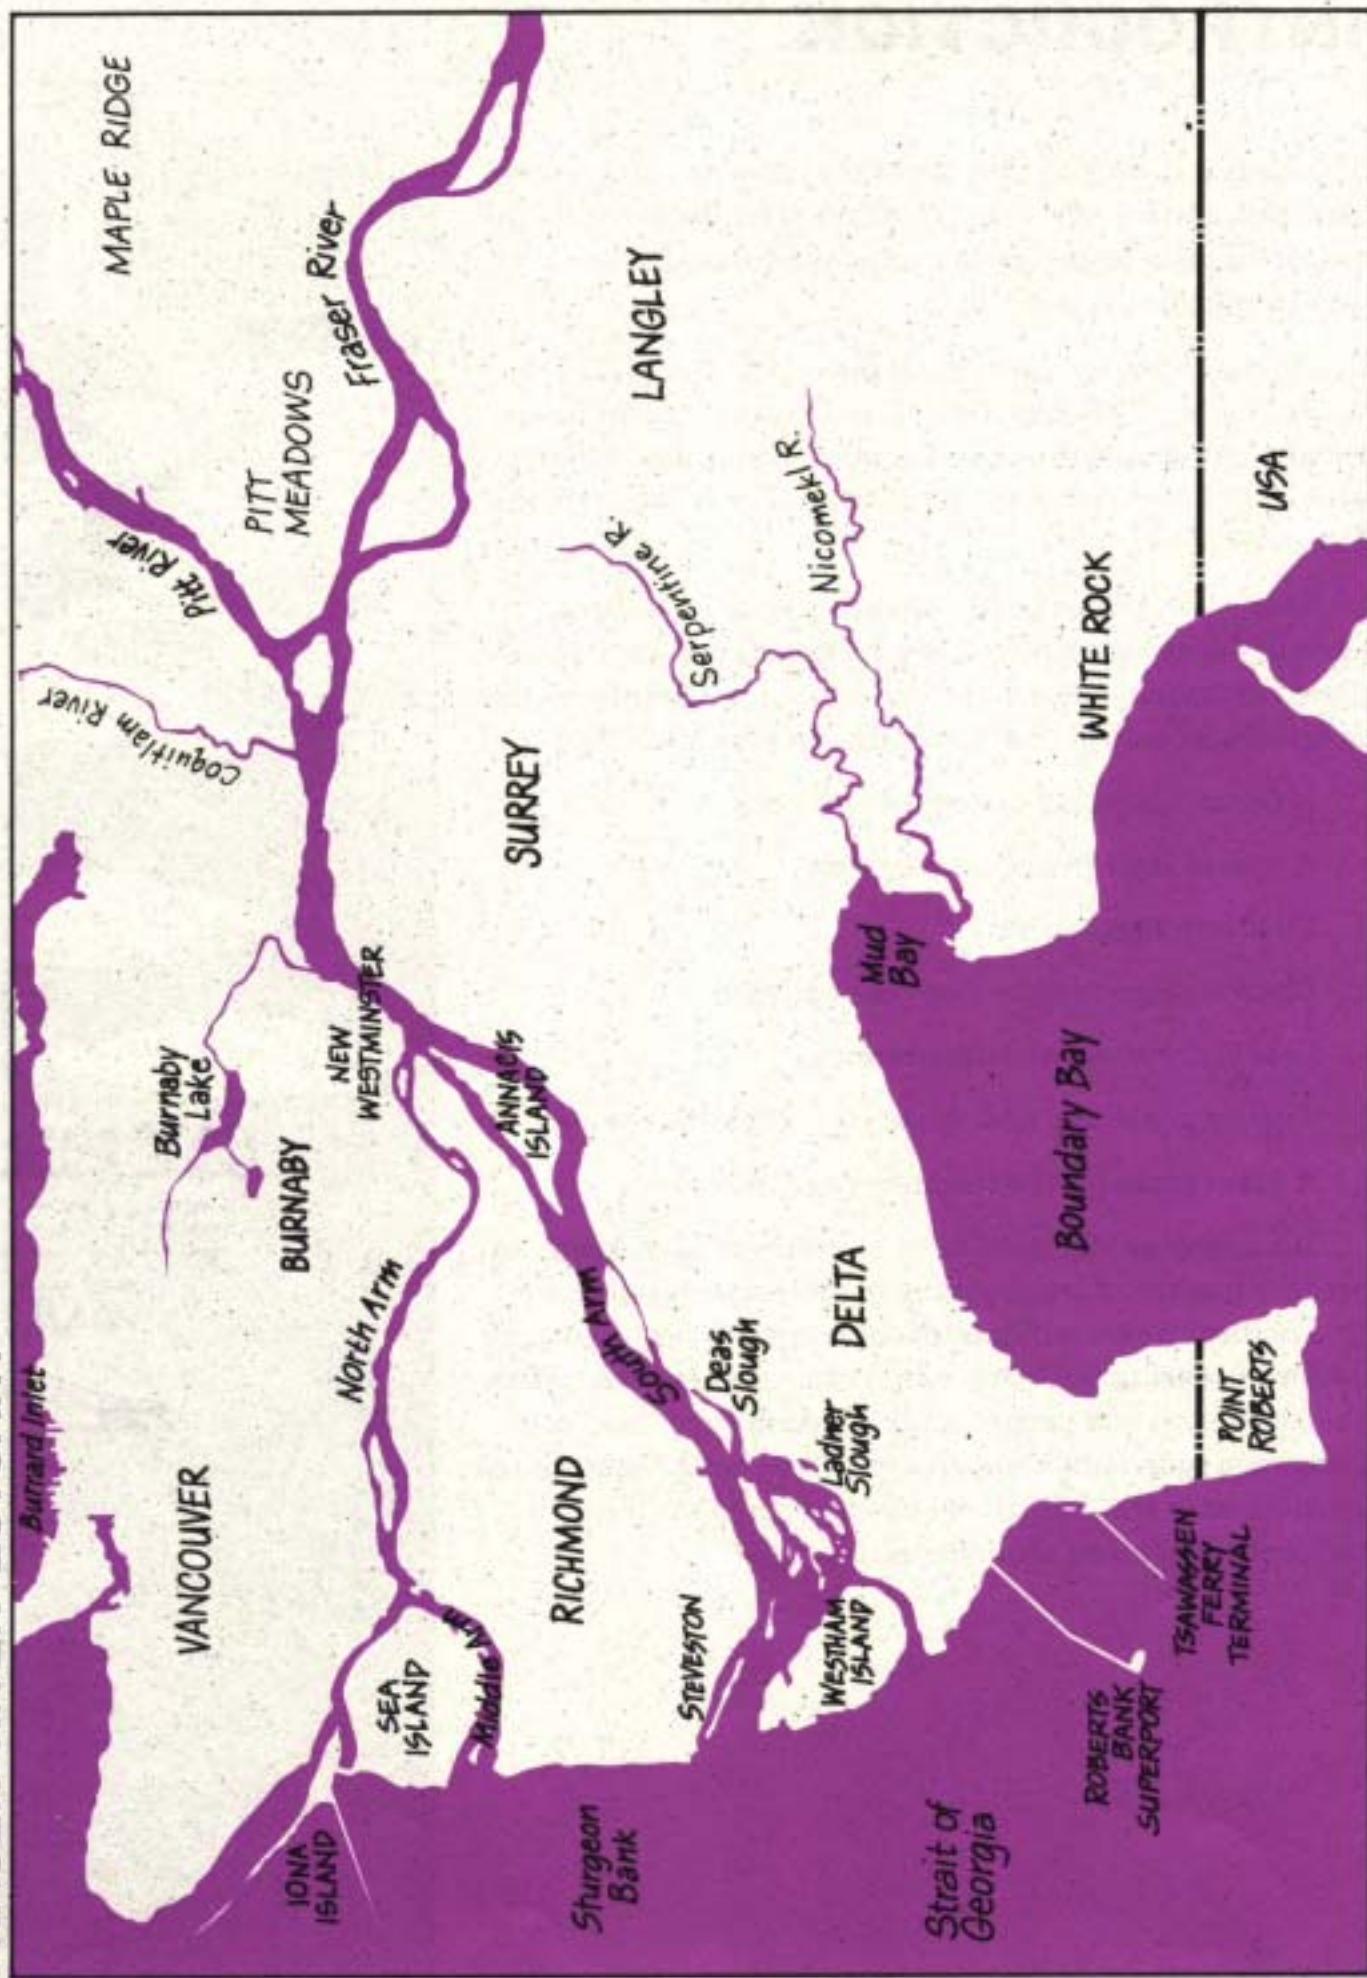 Burrard Inlet
Coquitlam River
Pitt River
MAPLE RIDGE
PITT
MEADOWS
Fraser River
VANCOUVER
Burnaby
Lake
BURNABY
NEW
WESTMINSTER
North Arm
IONA
ISLAND
SEA
ISLAND
Middle Arm
ANNACIS
ISLAND
SURREY
LANGLEY
Serpentine R.
Nicomekl R.
Sturgeon
Bank
RICHMOND
South Arm
STEVESTON
Deas
Slough
Ladner
Slough
DELTA
WESTHAM
ISLAND
Mud
Bay
Boundary Bay
WHITE ROCK
Strait of
Georgia
ROBERTS
BANK
SUPERPORT
TSAWASSEN
FERRY
TERMINAL
POINT
ROBERTS
USA